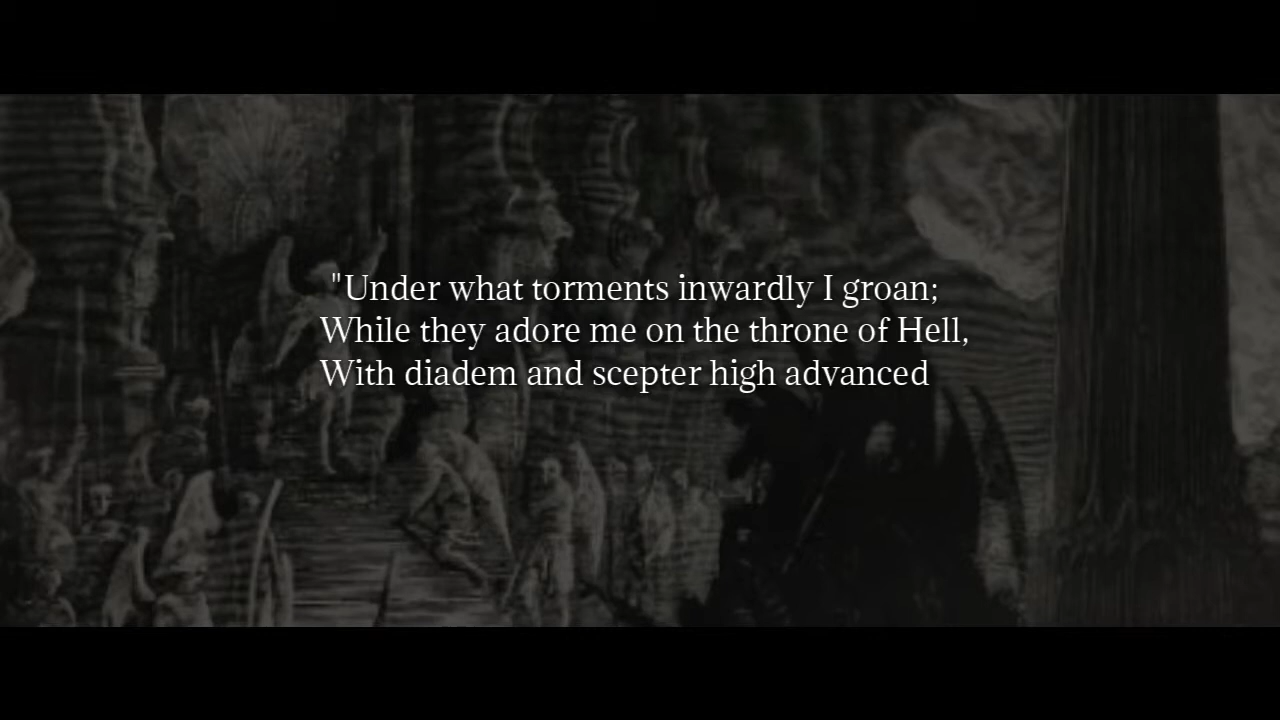 "Under what torments inwardly I groan;
While they adore me on the throne of Hell,
With diadem and scepter high advanced